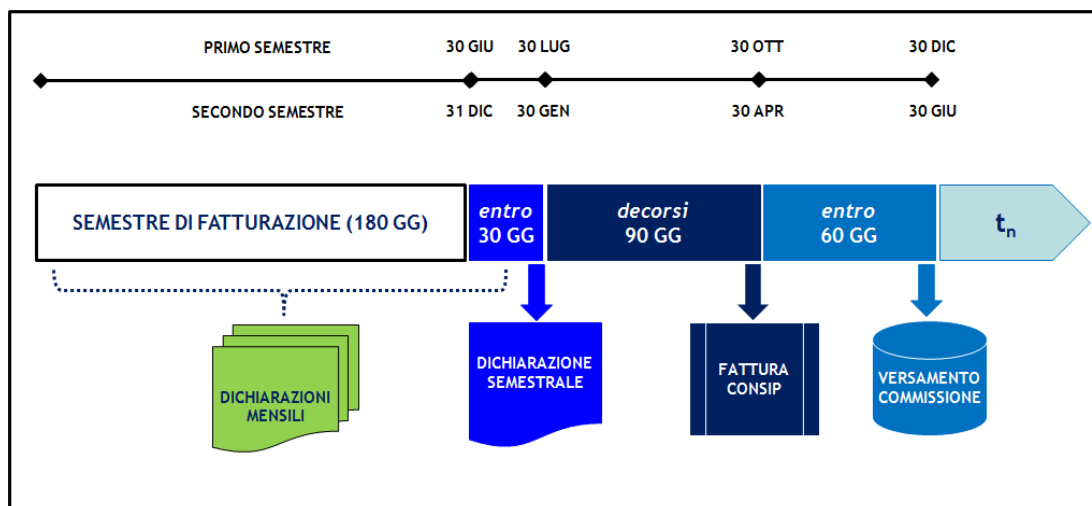 PRIMO SEMESTRE 30 GIU 30 LUG 30 OTT 30 DIC
SECONDO SEMESTRE 31 DIC 30 GEN 30 APR 30 GIU
SEMESTRE DI FATTURAZIONE (180 GG)
entro
30 GG
decorsi
90 GG
entro
60 GG
tn
DICHIARAZIONI
MENSILI
DICHIARAZIONE
SEMESTRALE
FATTURA
CONSIP
VERSAMENTO
COMMISSIONE